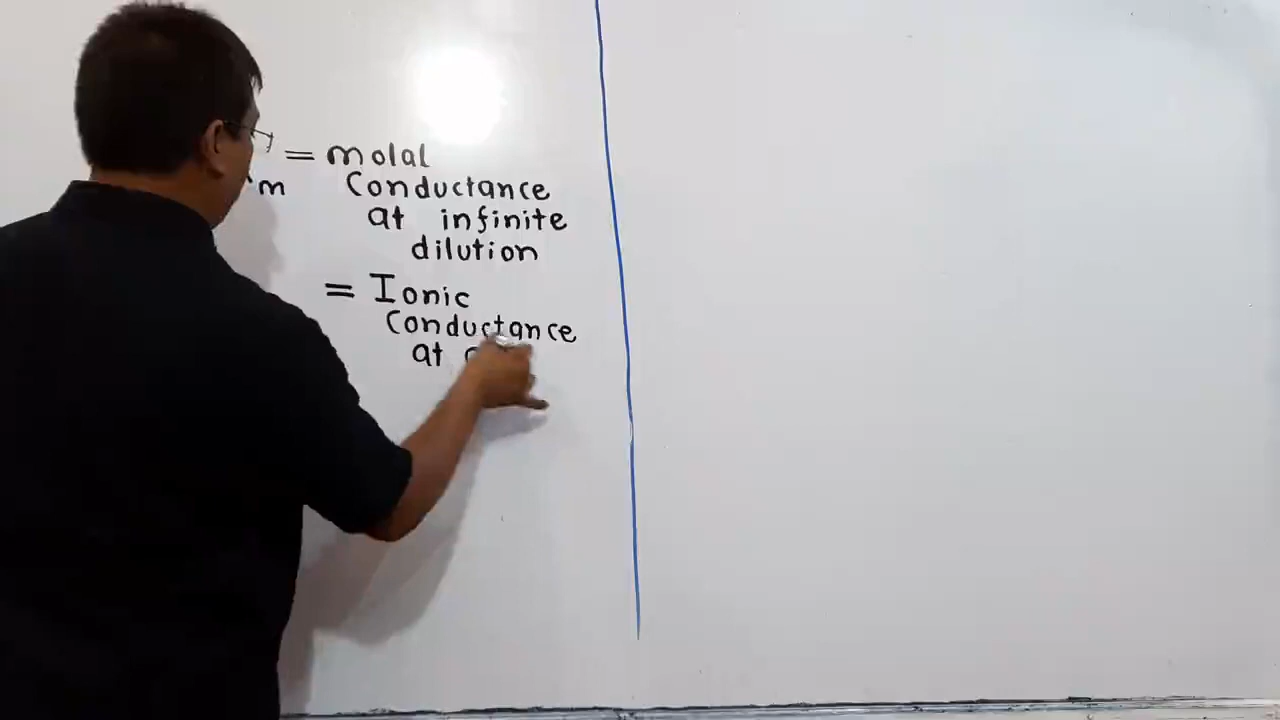 = molal
m Conductance
at infinite
dilution
= Ionic
Conductance
at